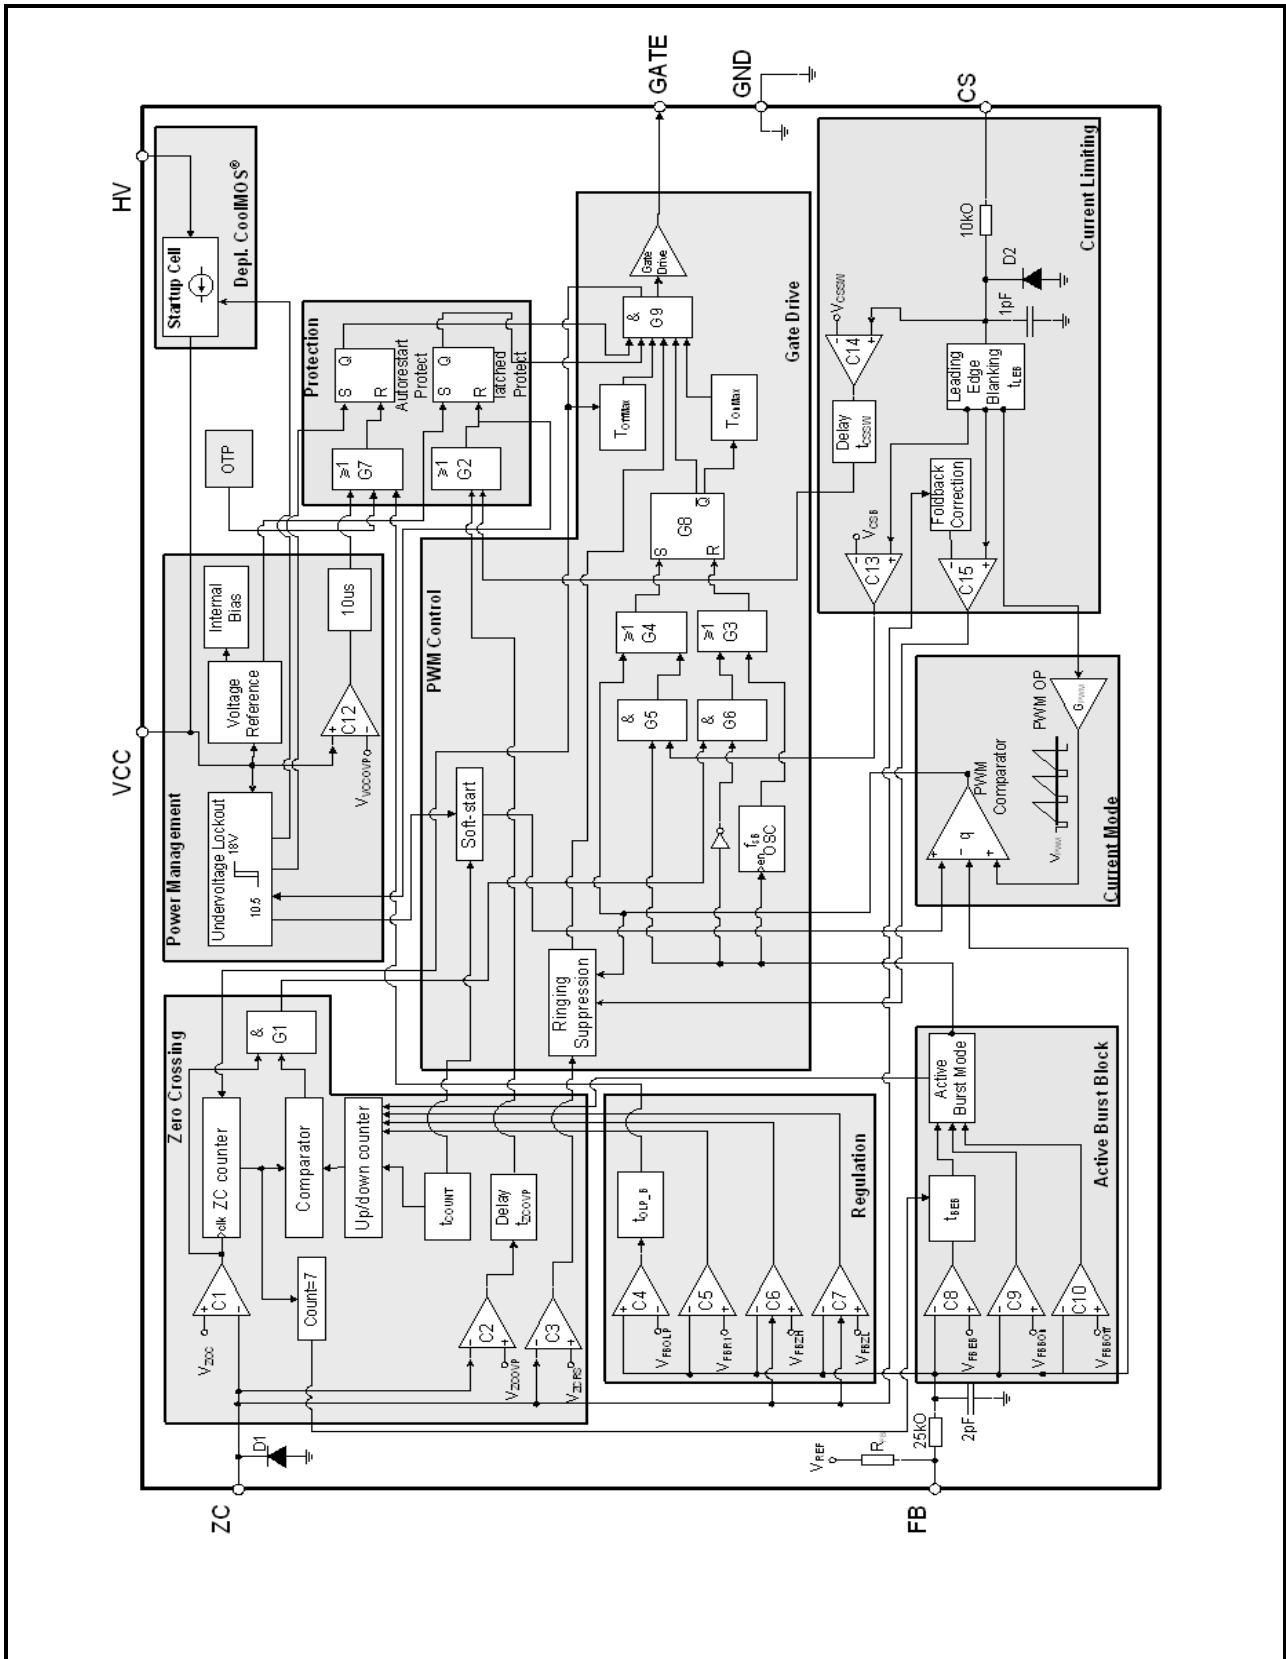 ZC
FB
VCC
HV
GATE
GND
CS
Zero Crossing
D1
VZCC
+
-
C1
clk
ZC counter
Count=7
&
G1
Comparator
Up/down counter
tCOUNT
C2
VZCOVP
Delay
tZCOVP
C3
VZCRS
Power Management
Undervoltage Lockout
18V
10.5
Voltage
Reference
Internal
Bias
C12
VVCCOVP
10us
OTP
Startup Cell
Depl. CoolMOS®
Protection
≥1
G7
S
Q
R
Autorestart
Protect
≥1
G2
S
Q
R
latched
Protect
PWM Control
Soft-start
Ringing
Suppression
&
G5
&
G6
≥1
G4
≥1
G3
en
fSB
OSC
S
R
Q
G8
TOffMax
TOnMax
&
G9
Gate
Drive
Gate Drive
Regulation
C4
VFBOLP
tOLP_B
C5
VFBR1
C6
VFBZH
C7
VFBZL
Active Burst Block
C8
VFBEB
tBEB
C9
C10
Active
Burst Mode
VREF
25kΩ
2pF
Current Mode
PWM
Comparator
q
VPWM
PWM OP
GPWM
Current Limiting
C13
VCSB
C14
VCSSW
Delay
tCSSW
C15
Foldback
Correction
Leading
Edge
Blanking
tLEB
1pF
D2
10kΩ